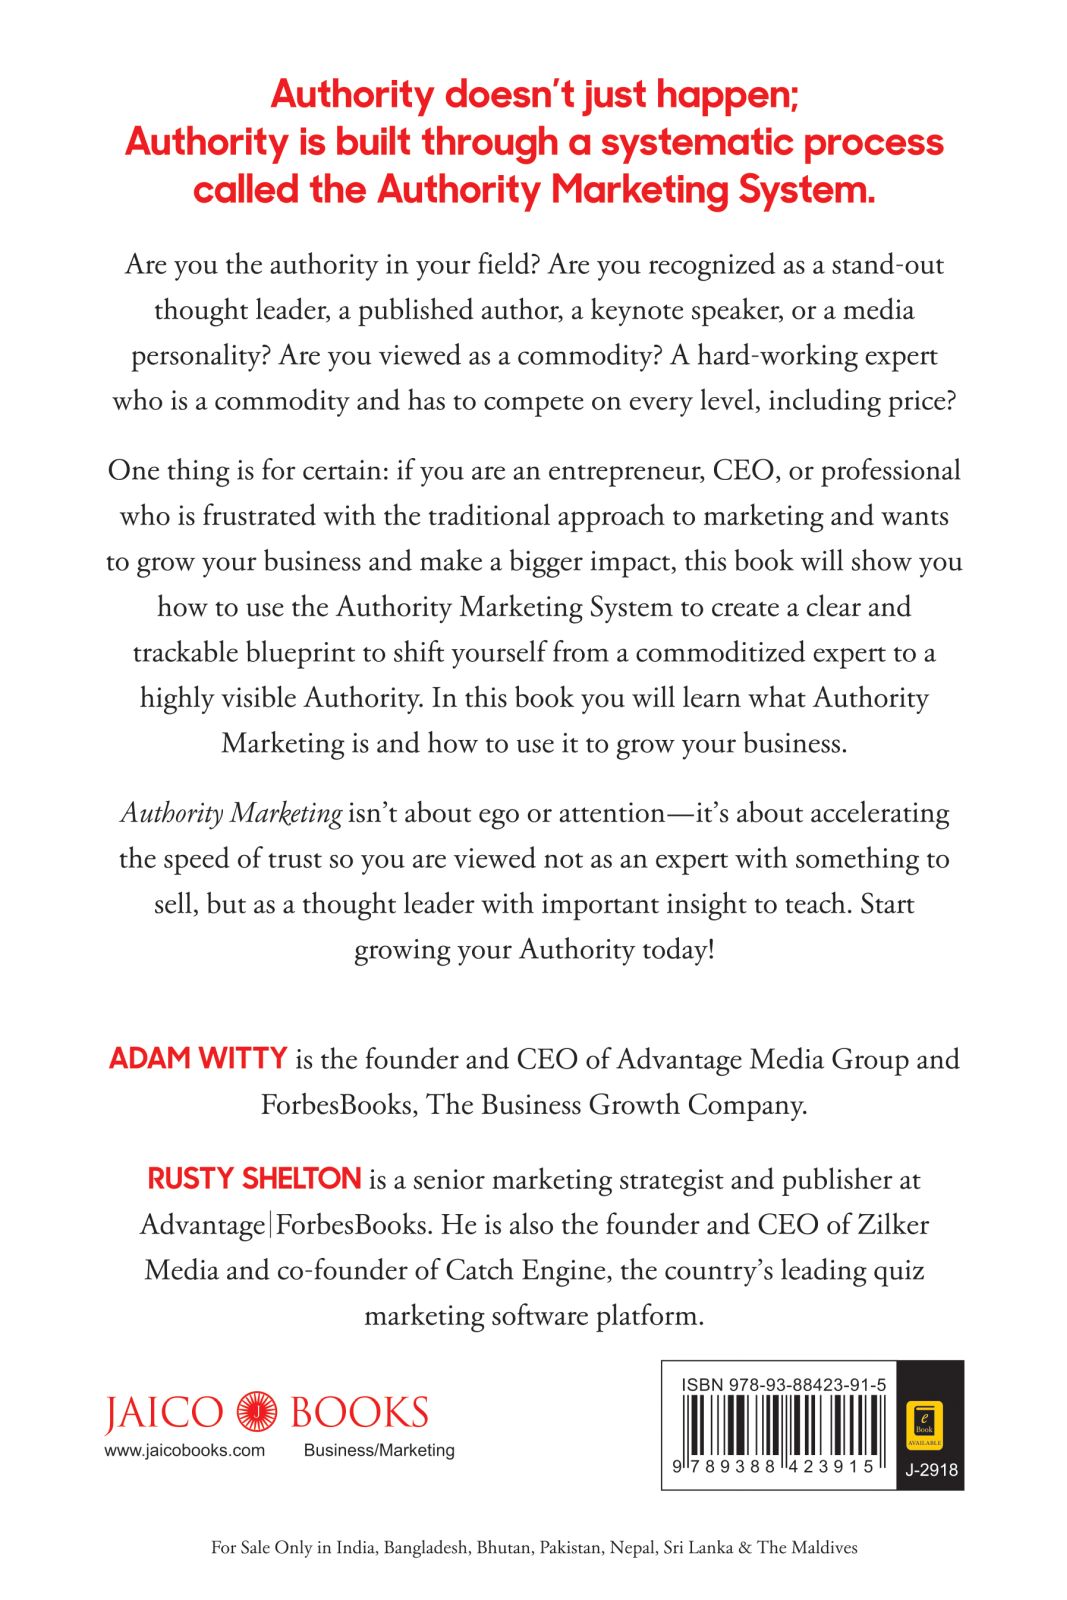 Authority doesn't just happen;
Authority is built through a systematic process
called the Authority Marketing System.
Are you the authority in your field? Are you recognized as a stand-out
thought leader, a published author, a keynote speaker, or a media
personality? Are you viewed as a commodity? A hard-working expert
who is a commodity and has to compete on every level, including price?
One thing is for certain: if you are an entrepreneur, CEO, or professional
who is frustrated with the traditional approach to marketing and wants
to grow your business and make a bigger impact, this book will show you
how to use the Authority Marketing System to create a clear and
trackable blueprint to shift yourself from a commoditized expert to a
highly visible Authority. In this book you will learn what Authority
Marketing is and how to use it to grow your business.
Authority Marketing isn't about ego or attention—it's about accelerating
the speed of trust so you are viewed not as an expert with something to
sell, but as a thought leader with important insight to teach. Start
growing your Authority today!
ADAM WITTY is the founder and CEO of Advantage Media Group and
ForbesBooks, The Business Growth Company.
RUSTY SHELTON is a senior marketing strategist and publisher at
Advantage|ForbesBooks. He is also the founder and CEO of Zilker
Media and co-founder of Catch Engine, the country's leading quiz
marketing software platform.
JAICO J BOOKS
www.jaicobooks.com Business/Marketing
ISBN 978-93-88423-91-5
9 789388 423915
e
Book
AVAILABLE
J-2918
For Sale Only in India, Bangladesh, Bhutan, Pakistan, Nepal, Sri Lanka & The Maldives